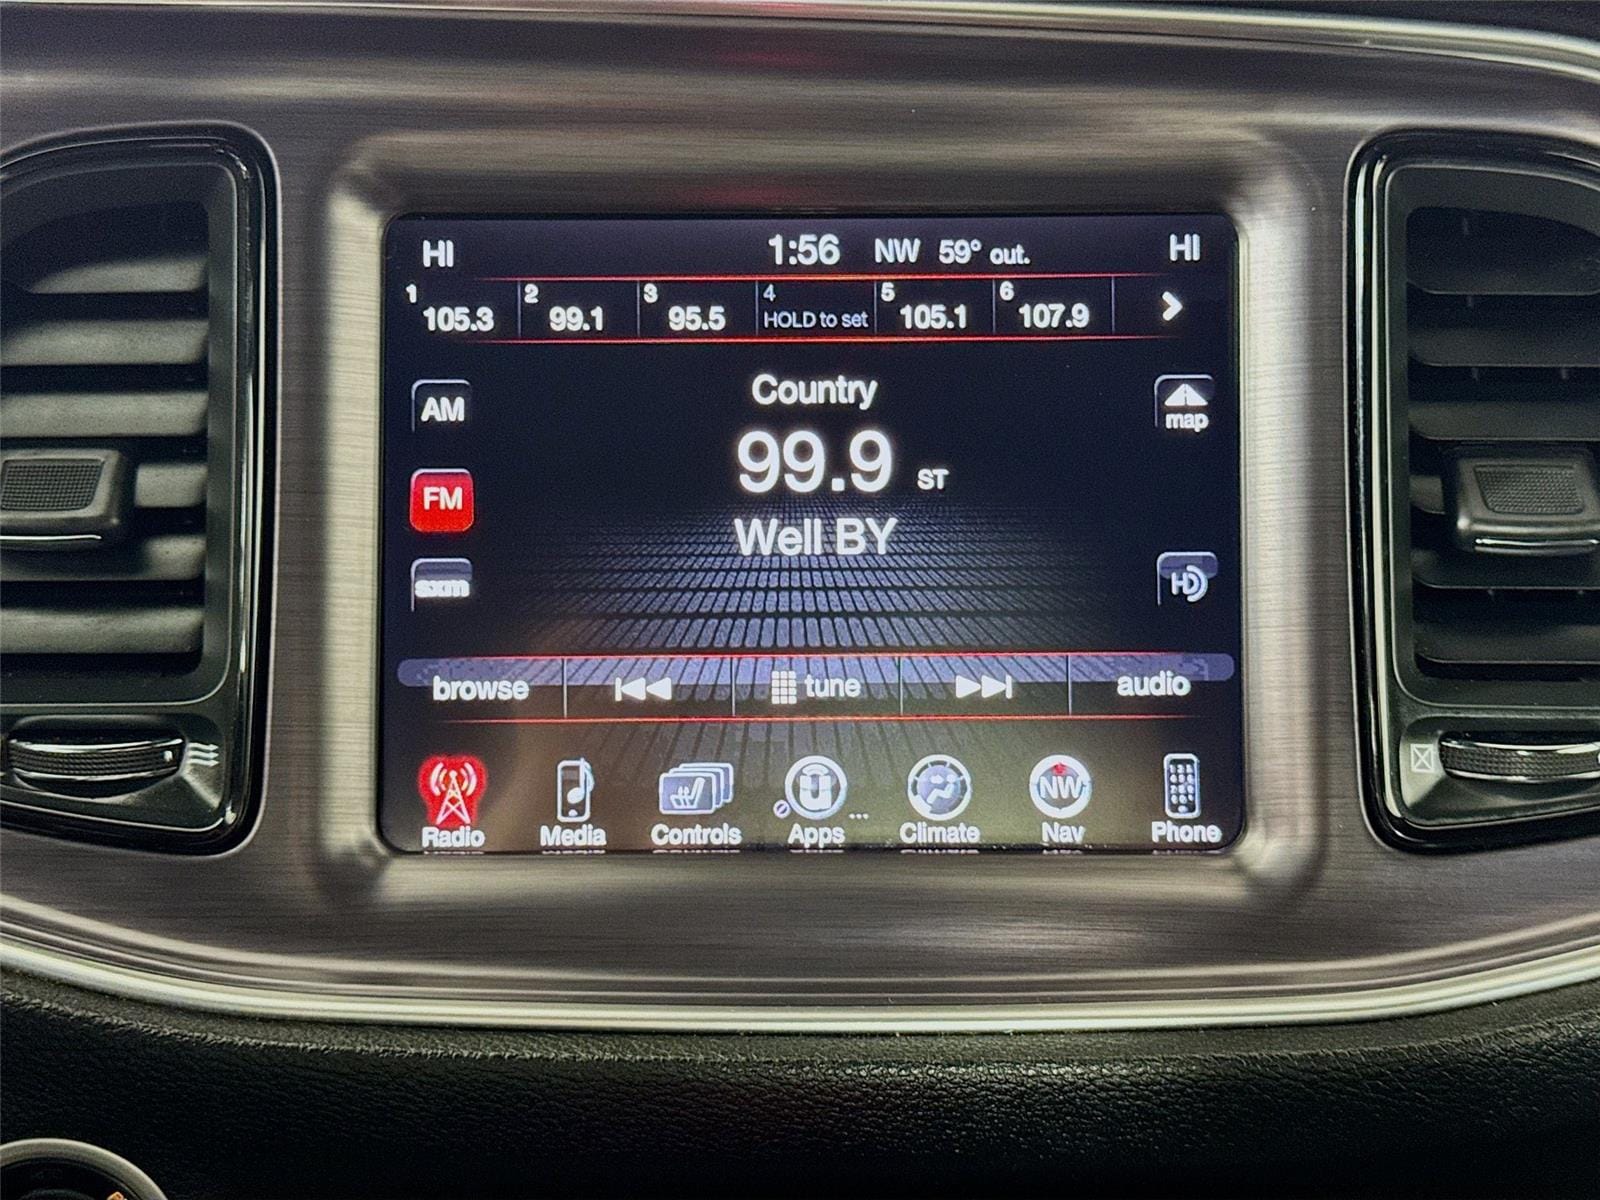 HI 1:56 NW 59° out. HI
1 105.3 2 99.1 3 95.5 4 HOLD to set 5 105.1 6 107.9
Country
AM
map
99.9 ST
FM
Well BY
sxm
HD
browse tune audio
NW
Radio Media Controls Apps ... Climate Nav Phone